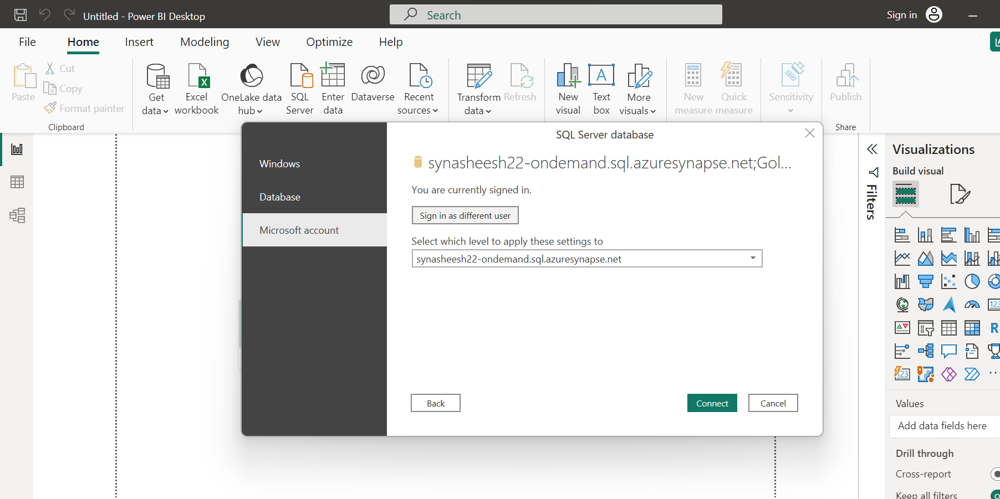 Untitled - Power BI Desktop
Search
Sign in
File Home Insert Modeling View Optimize Help
Paste
Cut
Copy
Format painter
Clipboard
Get data
Excel workbook
OneLake data hub
SQL Server
Enter data
Dataverse
Recent sources
Transform data
Refresh
New visual
Text box
More visuals
New measure
Quick measure
Sensitivity
Publish
Share
Windows
Database
Microsoft account
SQL Server database
synasheesh22-ondemand.sql.azuresynapse.net;Gol...
You are currently signed in.
Sign in as different user
Select which level to apply these settings to
synasheesh22-ondemand.sql.azuresynapse.net
Back
Connect
Cancel
Filters
Visualizations
Build visual
123
R
123
Values
Add data fields here
Drill through
Cross-report
Keep all filters